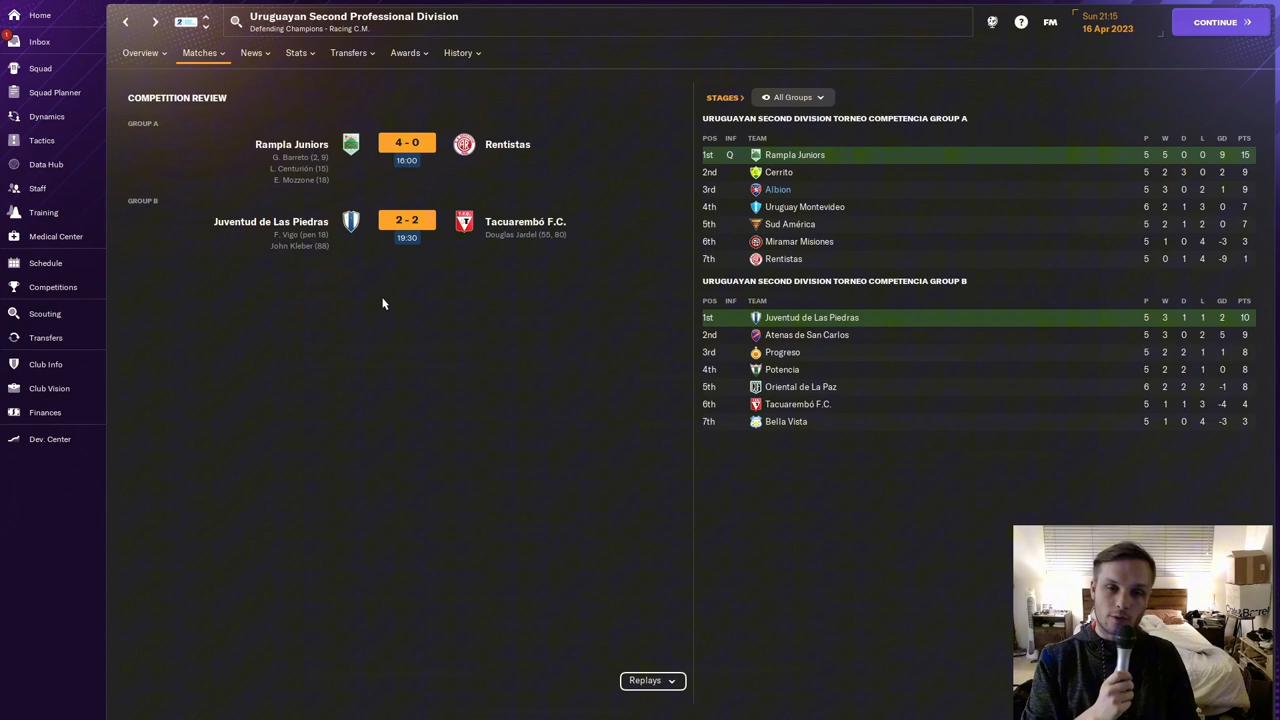 Home
1
Inbox
Squad
Squad Planner
Dynamics
Tactics
Data Hub
Staff
Training
Medical Center
Schedule
Competitions
Scouting
Transfers
Club Info
Club Vision
Finances
Dev. Center
2
Uruguayan Second Professional Division
Defending Champions - Racing C.M.
?
FM
Sun 21:15
16 Apr 2023
CONTINUE
Overview
Matches
News
Stats
Transfers
Awards
History
COMPETITION REVIEW
GROUP A
Rampla Juniors 4 - 0 Rentistas
G. Barreto (2, 9) 16:00
L. Centurión (15)
E. Mozzone (18)
GROUP B
Juventud de Las Piedras 2 - 2 Tacuarembó F.C.
F. Vigo (pen 18) 19:30 Douglas Jardel (55, 80)
John Kleber (88)
Replays
STAGES > All Groups
URUGUAYAN SECOND DIVISION TORNEO COMPETENCIA GROUP A
POS INF TEAM P W D L GD PTS
1st Q Rampla Juniors 5 5 0 0 9 15
2nd Cerrito 5 2 3 0 2 9
3rd Albion 5 3 0 2 1 9
4th Uruguay Montevideo 6 2 1 3 0 7
5th Sud América 5 2 1 2 0 7
6th Miramar Misiones 5 1 0 4 -3 3
7th Rentistas 5 0 1 4 -9 1
URUGUAYAN SECOND DIVISION TORNEO COMPETENCIA GROUP B
POS INF TEAM P W D L GD PTS
1st Juventud de Las Piedras 5 3 1 1 2 10
2nd Atenas de San Carlos 5 3 0 2 5 9
3rd Progreso 5 2 2 1 1 8
4th Potencia 5 2 2 1 0 8
5th Oriental de La Paz 6 2 2 2 -1 8
6th Tacuarembó F.C. 5 1 1 3 -4 4
7th Bella Vista 5 1 0 4 -3 3
Crate&Barrel